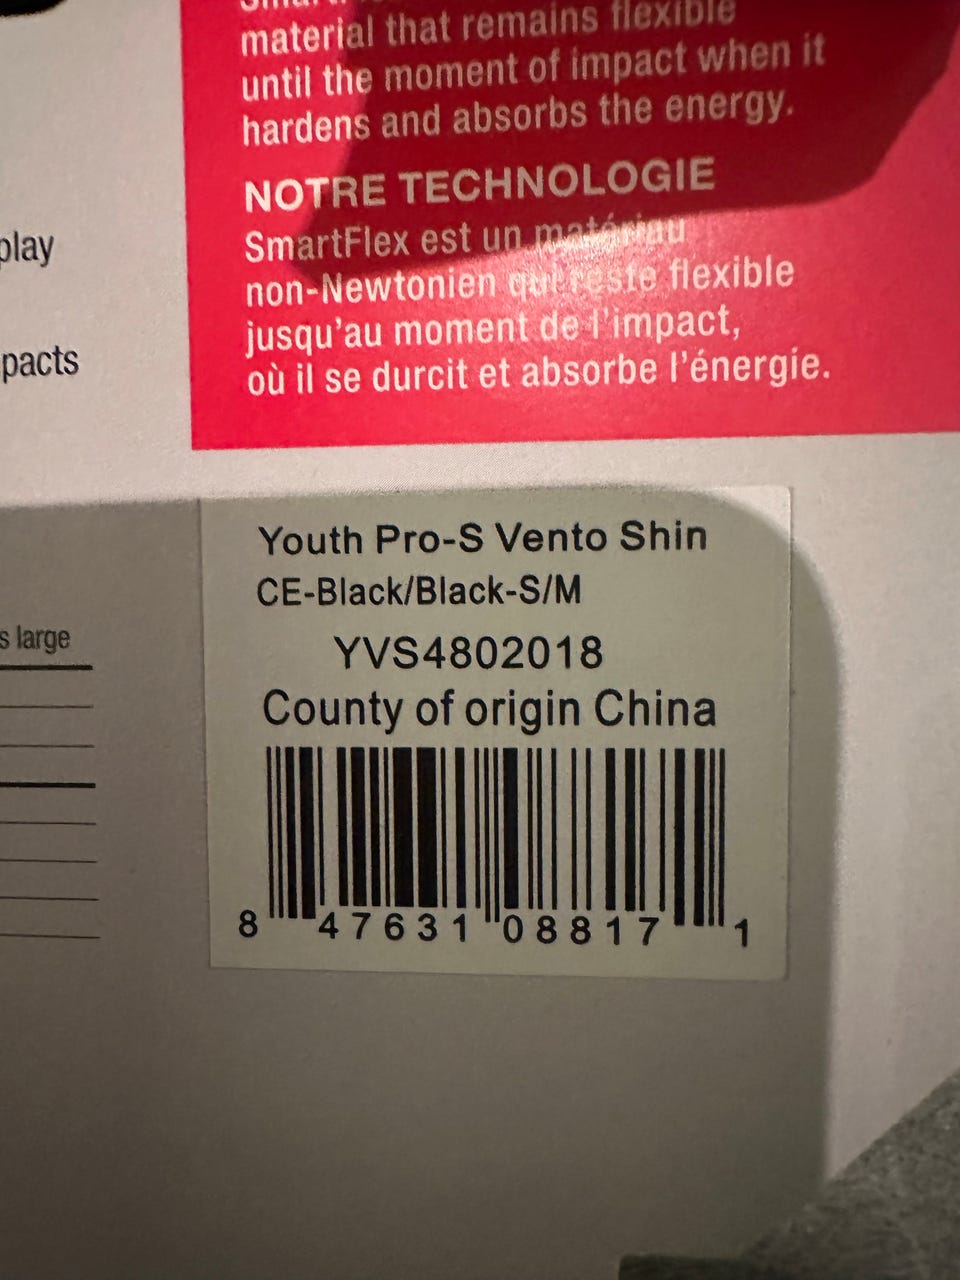 material that remains flexible
until the moment of impact when it
hardens and absorbs the energy.
NOTRE TECHNOLOGIE
SmartFlex est un matériau
non-Newtonien qui reste flexible
jusqu'au moment de l'impact,
où il se durcit et absorbe l'énergie.
play
pacts
s large
Youth Pro-S Vento Shin
CE-Black/Black-S/M
YVS4802018
County of origin China
8 47631 08817 1